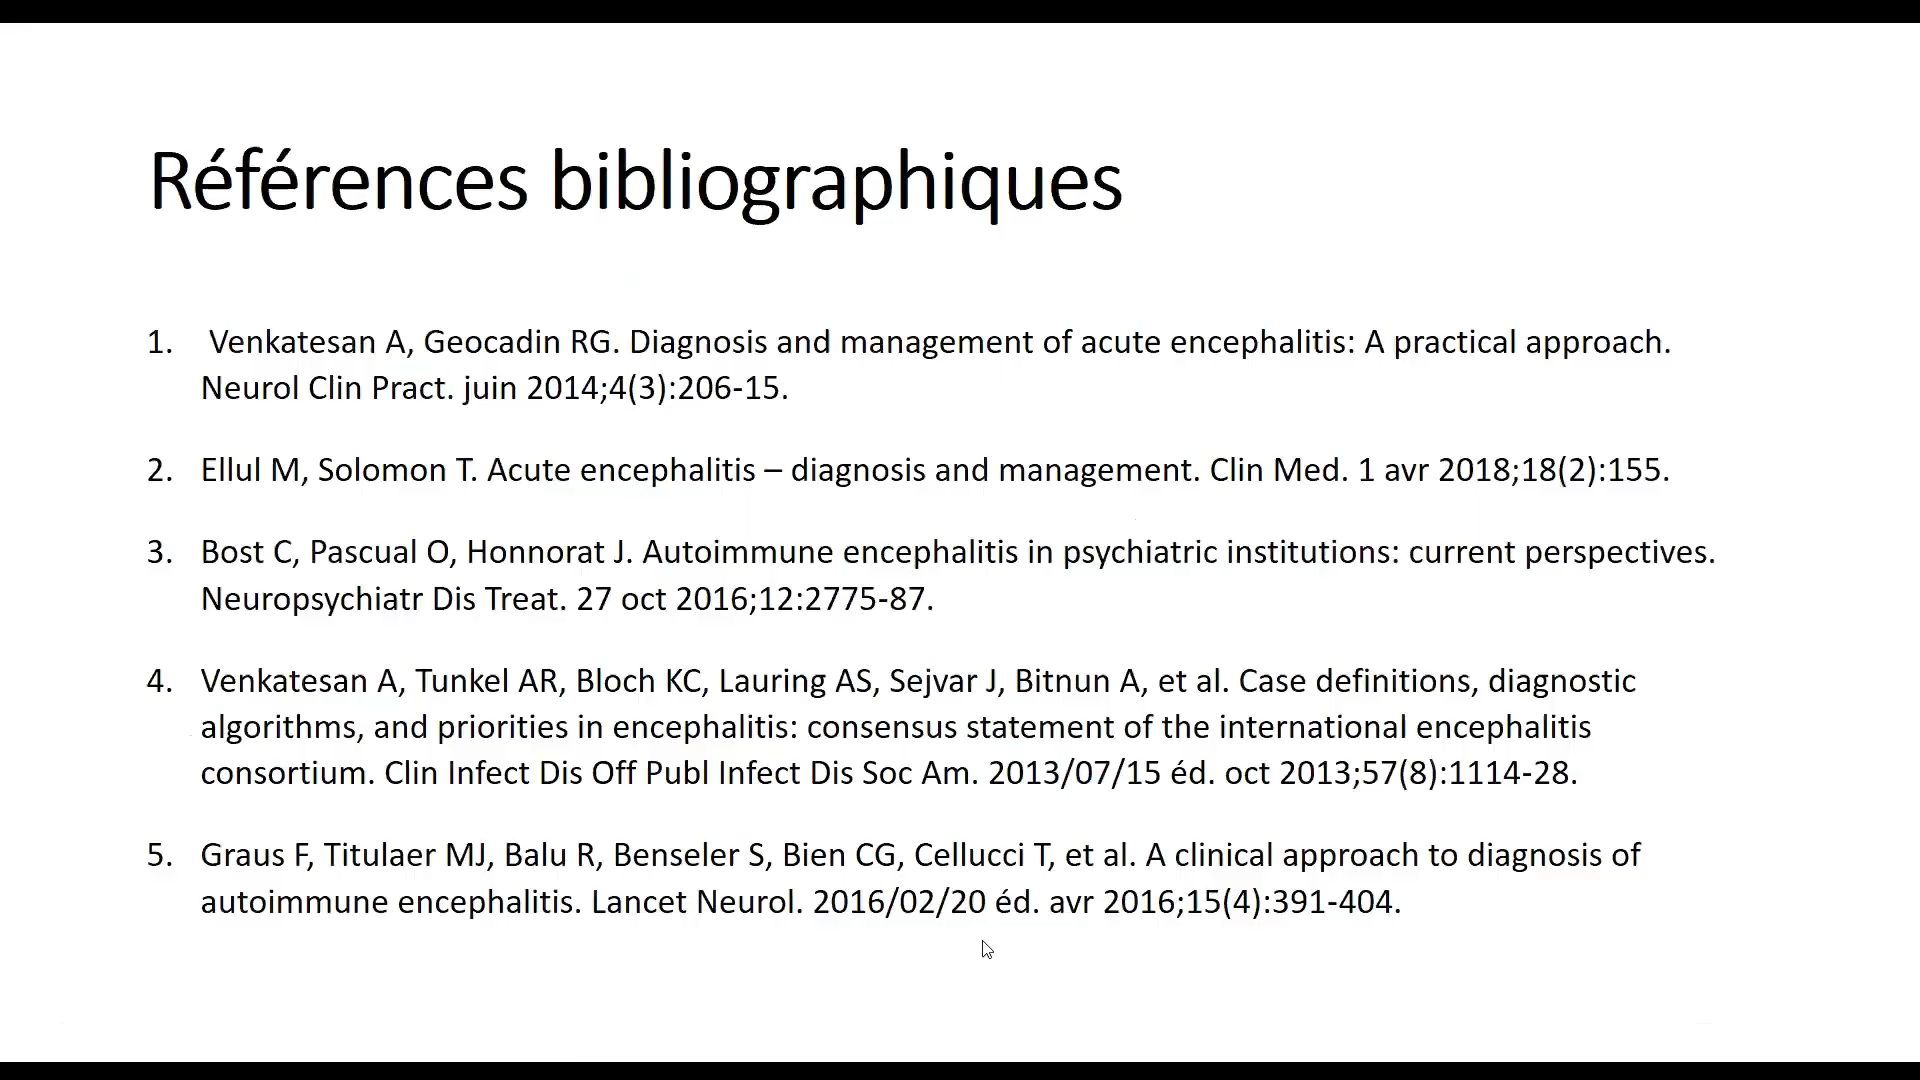 Références bibliographiques
1. Venkatesan A, Geocadin RG. Diagnosis and management of acute encephalitis: A practical approach.
Neurol Clin Pract. juin 2014;4(3):206-15.
2. Ellul M, Solomon T. Acute encephalitis – diagnosis and management. Clin Med. 1 avr 2018;18(2):155.
3. Bost C, Pascual O, Honnorat J. Autoimmune encephalitis in psychiatric institutions: current perspectives.
Neuropsychiatr Dis Treat. 27 oct 2016;12:2775-87.
4. Venkatesan A, Tunkel AR, Bloch KC, Lauring AS, Sejvar J, Bitnun A, et al. Case definitions, diagnostic
algorithms, and priorities in encephalitis: consensus statement of the international encephalitis
consortium. Clin Infect Dis Off Publ Infect Dis Soc Am. 2013/07/15 éd. oct 2013;57(8):1114-28.
5. Graus F, Titulaer MJ, Balu R, Benseler S, Bien CG, Cellucci T, et al. A clinical approach to diagnosis of
autoimmune encephalitis. Lancet Neurol. 2016/02/20 éd. avr 2016;15(4):391-404.